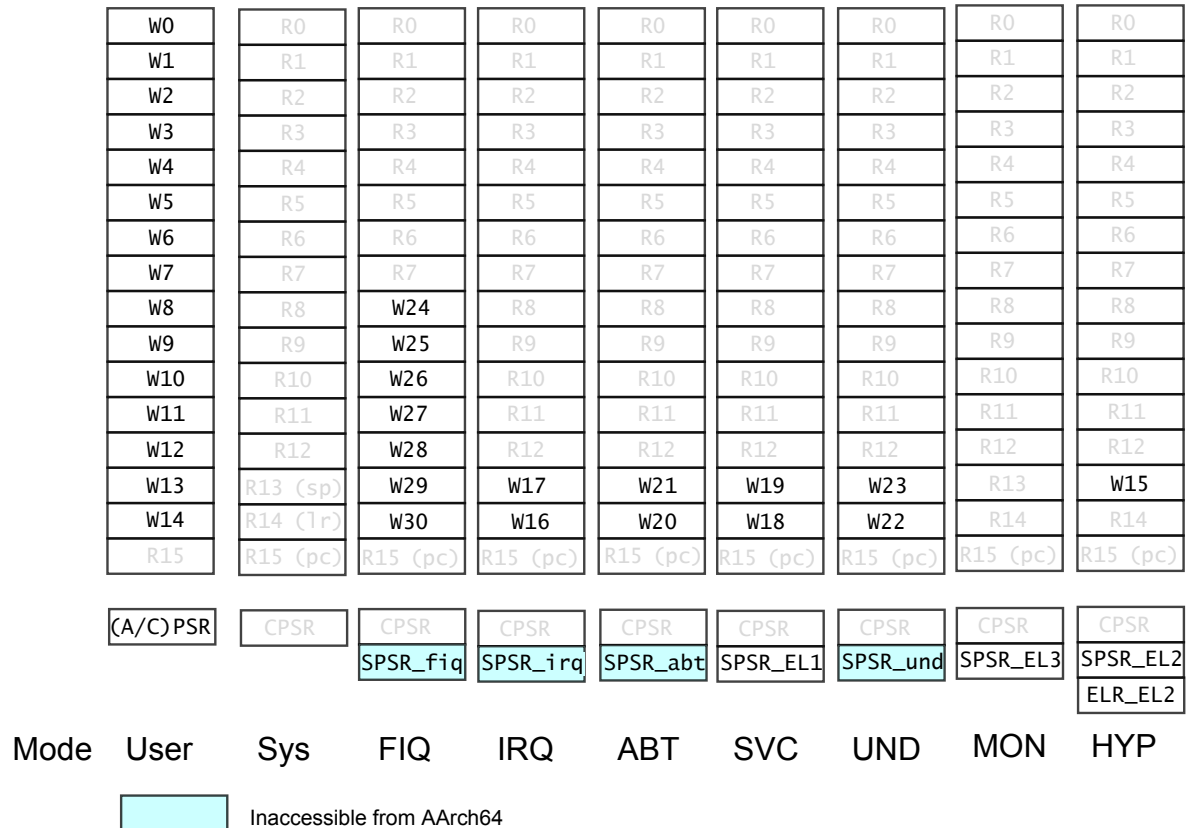 W0 R0 R0 R0 R0 R0 R0 R0 R0
W1 R1 R1 R1 R1 R1 R1 R1 R1
W2 R2 R2 R2 R2 R2 R2 R2 R2
W3 R3 R3 R3 R3 R3 R3 R3 R3
W4 R4 R4 R4 R4 R4 R4 R4 R4
W5 R5 R5 R5 R5 R5 R5 R5 R5
W6 R6 R6 R6 R6 R6 R6 R6 R6
W7 R7 R7 R7 R7 R7 R7 R7 R7
W8 R8 W24 R8 R8 R8 R8 R8 R8
W9 R9 W25 R9 R9 R9 R9 R9 R9
W10 R10 W26 R10 R10 R10 R10 R10 R10
W11 R11 W27 R11 R11 R11 R11 R11 R11
W12 R12 W28 R12 R12 R12 R12 R12 R12
W13 R13 (sp) W29 W17 W21 W19 W23 R13 W15
W14 R14 (lr) W30 W16 W20 W18 W22 R14 R14
R15 R15 (pc) R15 (pc) R15 (pc) R15 (pc) R15 (pc) R15 (pc) R15 (pc) R15 (pc)
(A/C)PSR CPSR CPSR CPSR CPSR CPSR CPSR CPSR CPSR
SPSR_fiq SPSR_irq SPSR_abt SPSR_EL1 SPSR_und SPSR_EL3 SPSR_EL2
ELR_EL2
Mode User Sys FIQ IRQ ABT SVC UND MON HYP
Inaccessible from AArch64